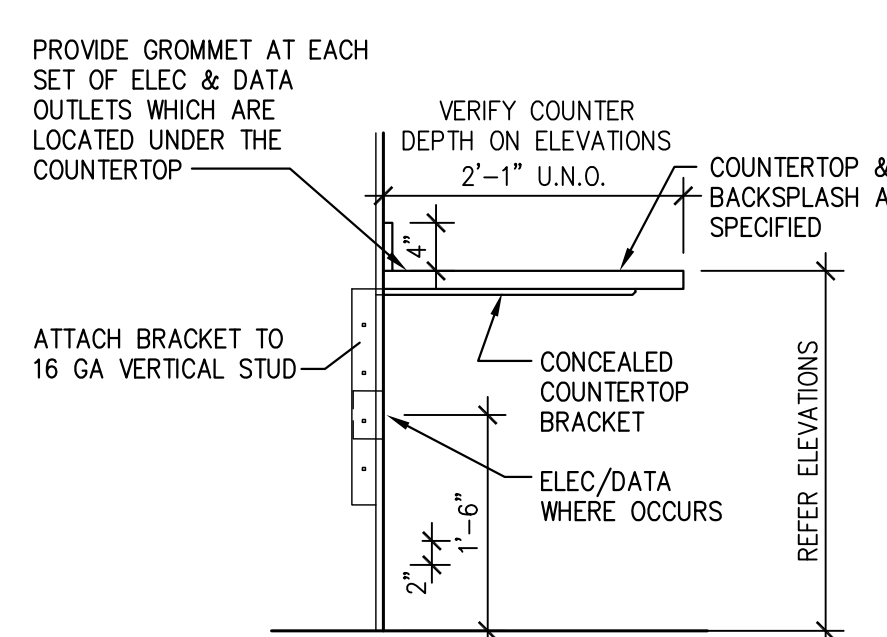 PROVIDE GROMMET AT EACH
SET OF ELEC & DATA
OUTLETS WHICH ARE
LOCATED UNDER THE
COUNTERTOP
VERIFY COUNTER
DEPTH ON ELEVATIONS
2'-1" U.N.O.
COUNTERTOP &
BACKSPLASH A
SPECIFIED
4"
ATTACH BRACKET TO
16 GA VERTICAL STUD
CONCEALED
COUNTERTOP
BRACKET
ELEC/DATA
WHERE OCCURS
1'-6"
2"
REFER ELEVATIONS